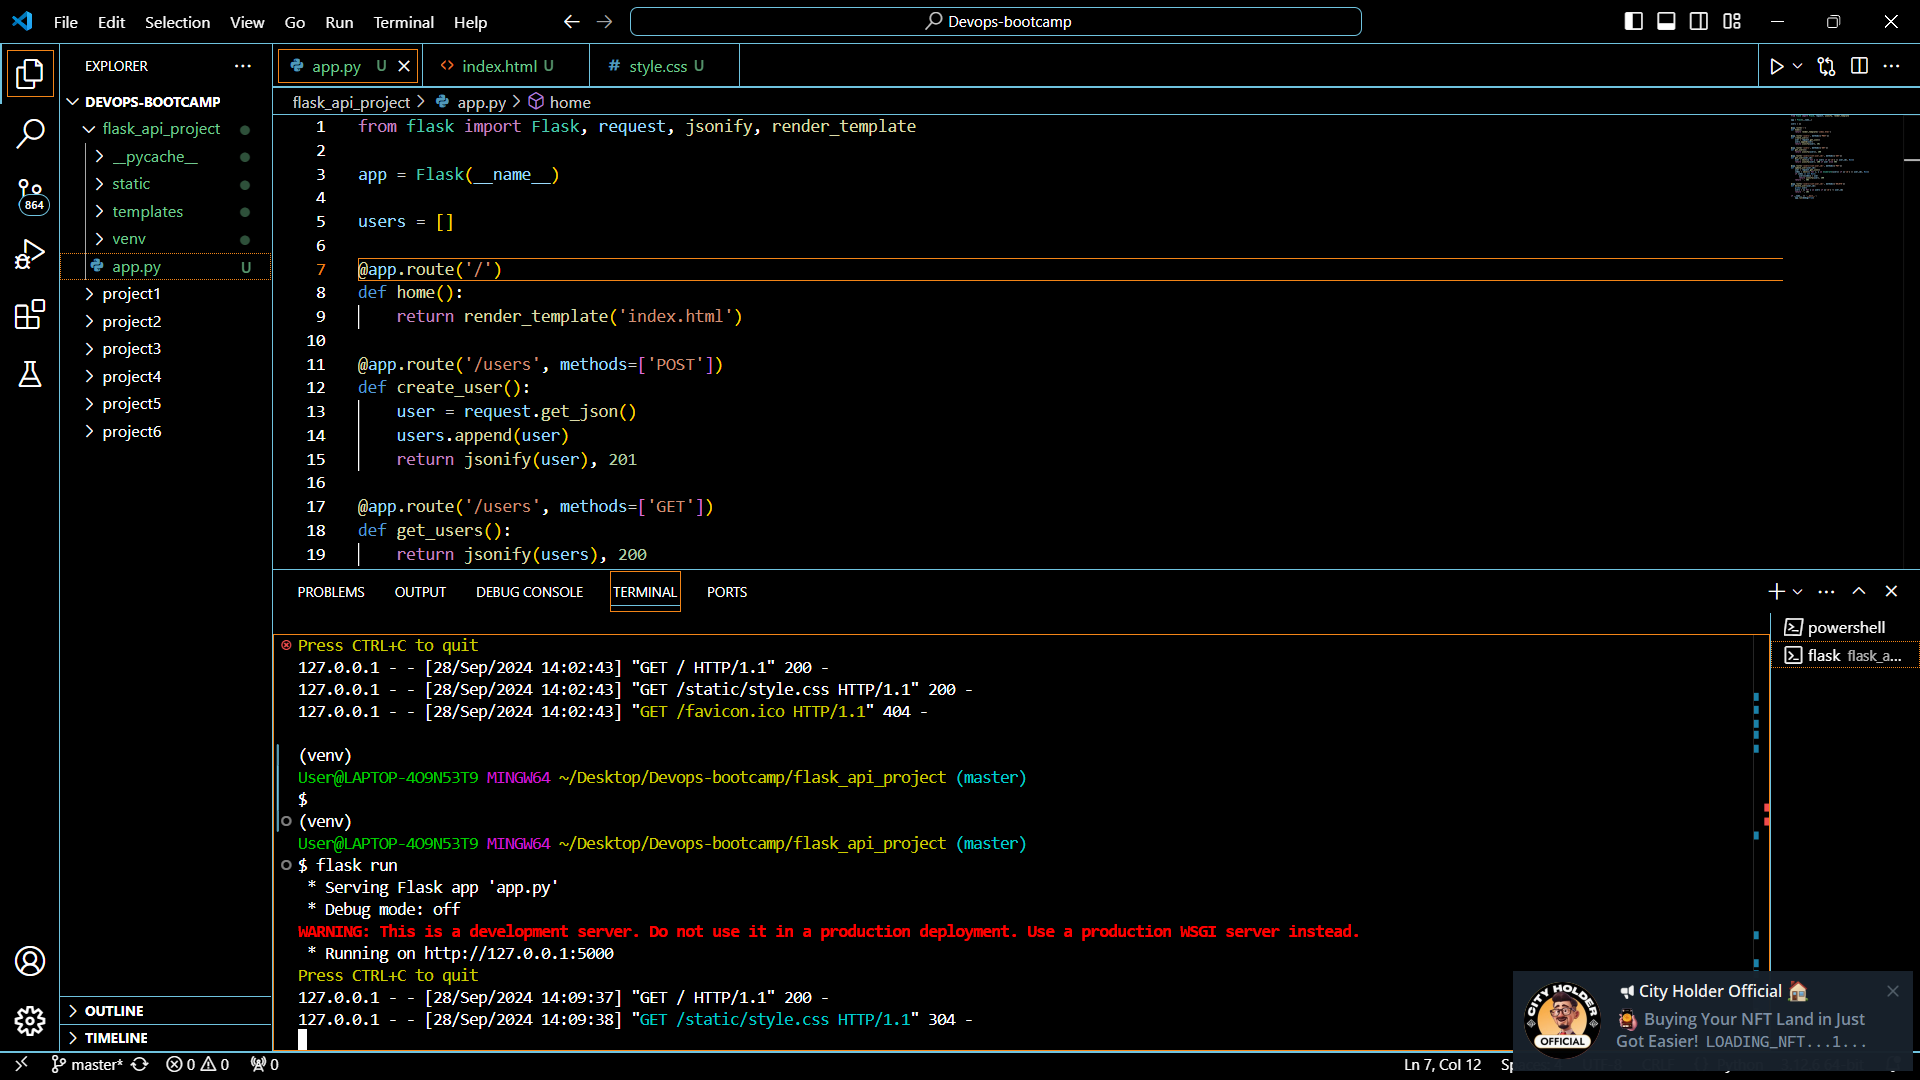 File Edit Selection View Go Run Terminal Help
Devops-bootcamp
EXPLORER
DEVOPS-BOOTCAMP
flask_api_project
__pycache__
static
templates
venv
app.py U
project1
project2
project3
project4
project5
project6
OUTLINE
TIMELINE
864
app.py U
index.html U
style.css U
flask_api_project > app.py > home
1 from flask import Flask, request, jsonify, render_template
2
3 app = Flask(__name__)
4
5 users = []
6
7 @app.route('/')
8 def home():
9 return render_template('index.html')
10
11 @app.route('/users', methods=['POST'])
12 def create_user():
13 user = request.get_json()
14 users.append(user)
15 return jsonify(user), 201
16
17 @app.route('/users', methods=['GET'])
18 def get_users():
19 return jsonify(users), 200
PROBLEMS OUTPUT DEBUG CONSOLE TERMINAL PORTS
Press CTRL+C to quit
127.0.0.1 - - [28/Sep/2024 14:02:43] "GET / HTTP/1.1" 200 -
127.0.0.1 - - [28/Sep/2024 14:02:43] "GET /static/style.css HTTP/1.1" 200 -
127.0.0.1 - - [28/Sep/2024 14:02:43] "GET /favicon.ico HTTP/1.1" 404 -
(venv)
User@LAPTOP-4O9N53T9 MINGW64 ~/Desktop/Devops-bootcamp/flask_api_project (master)
$
(venv)
User@LAPTOP-4O9N53T9 MINGW64 ~/Desktop/Devops-bootcamp/flask_api_project (master)
$ flask run
* Serving Flask app 'app.py'
* Debug mode: off
WARNING: This is a development server. Do not use it in a production deployment. Use a production WSGI server instead.
* Running on http://127.0.0.1:5000
Press CTRL+C to quit
127.0.0.1 - - [28/Sep/2024 14:09:37] "GET / HTTP/1.1" 200 -
127.0.0.1 - - [28/Sep/2024 14:09:38] "GET /static/style.css HTTP/1.1" 304 -
powershell
flask flask_a...
CITY HOLDER
OFFICIAL
City Holder Official
Buying Your NFT Land in Just
Got Easier! LOADING_NFT...1...
master* 0 0 0
Ln 7, Col 12